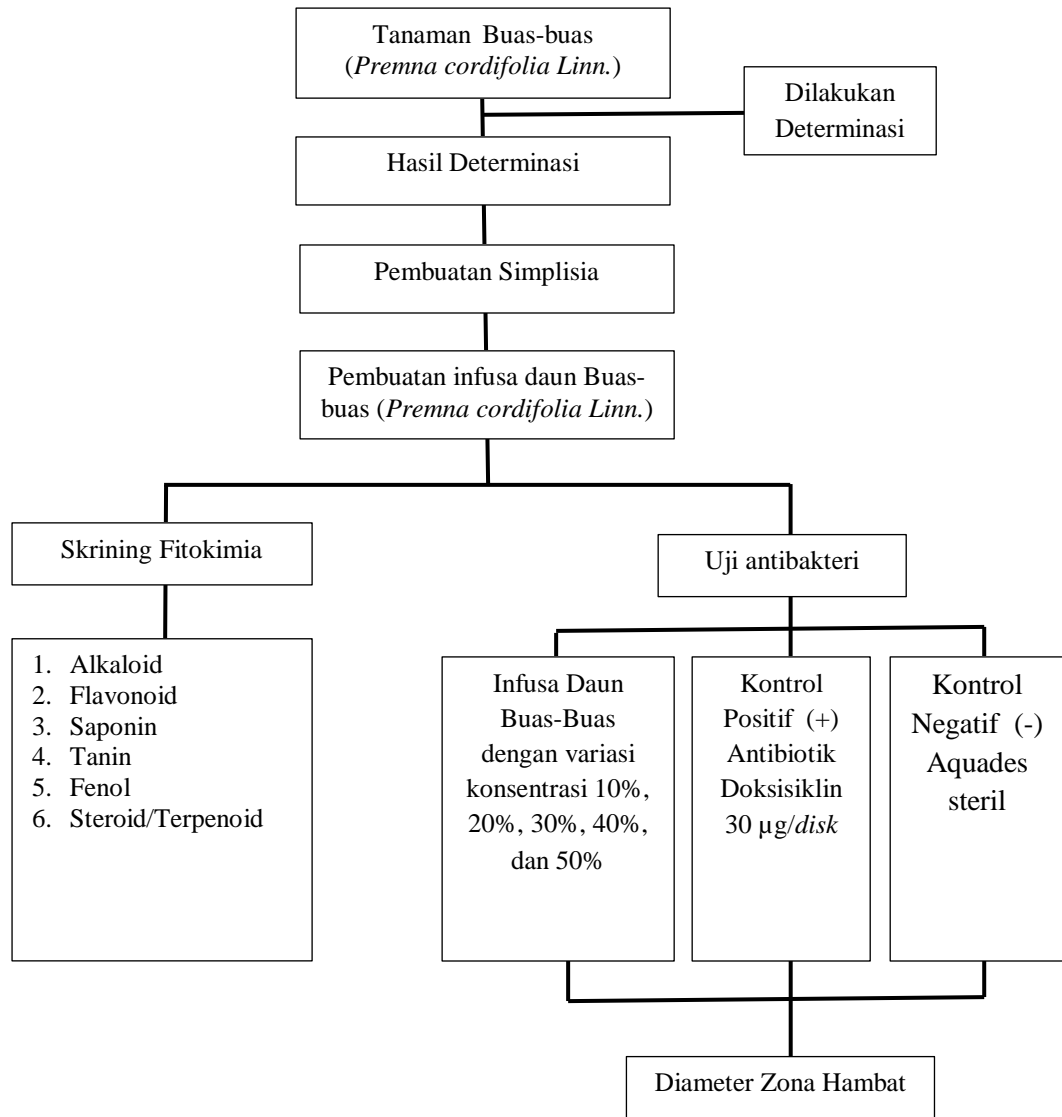 Tanaman Buas-buas
(Premna cordifolia Linn.)
Dilakukan
Determinasi
Hasil Determinasi
Pembuatan Simplisia
Pembuatan infusa daun Buas-
buas (Premna cordifolia Linn.)
Skrining Fitokimia
Uji antibakteri
1. Alkaloid
2. Flavonoid
3. Saponin
4. Tanin
5. Fenol
6. Steroid/Terpenoid
Infusa Daun
Buas-Buas
dengan variasi
konsentrasi 10%,
20%, 30%, 40%,
dan 50%
Kontrol
Positif (+)
Antibiotik
Doksisiklin
30 µg/disk
Kontrol
Negatif (-)
Aquades
steril
Diameter Zona Hambat